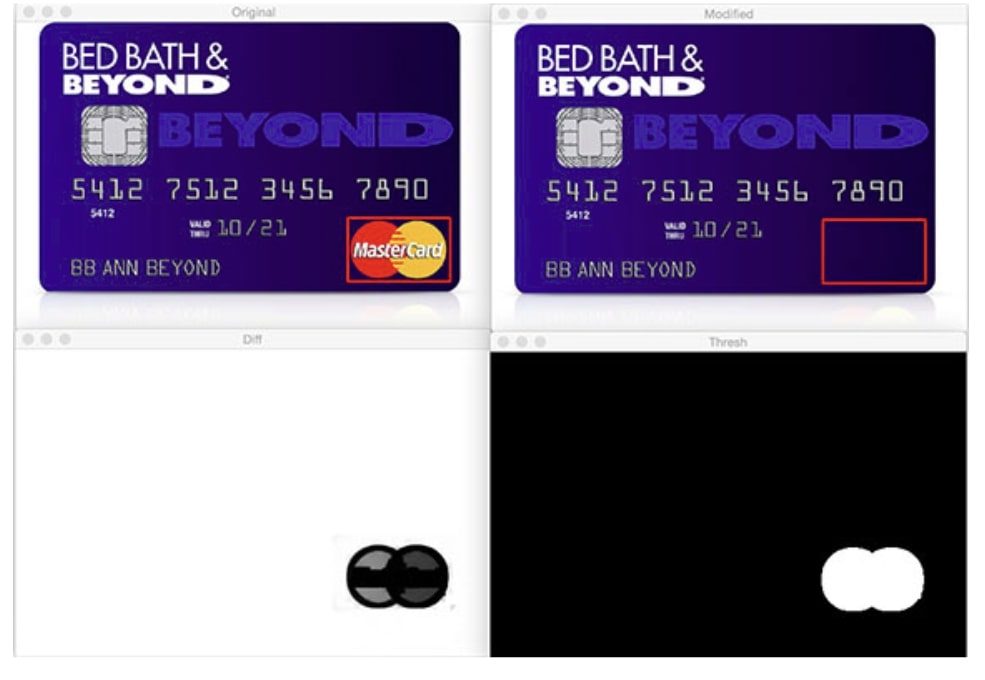 Original
BED BATH &
BEYOND
BEYOND
5412 7512 3456 7890
5412
VALID
THRU 10/21
MasterCard
BB ANN BEYOND
Modified
BED BATH &
BEYOND
BEYOND
5412 7512 3456 7890
5412
VALID
THRU 10/21
BB ANN BEYOND
Diff
Thresh